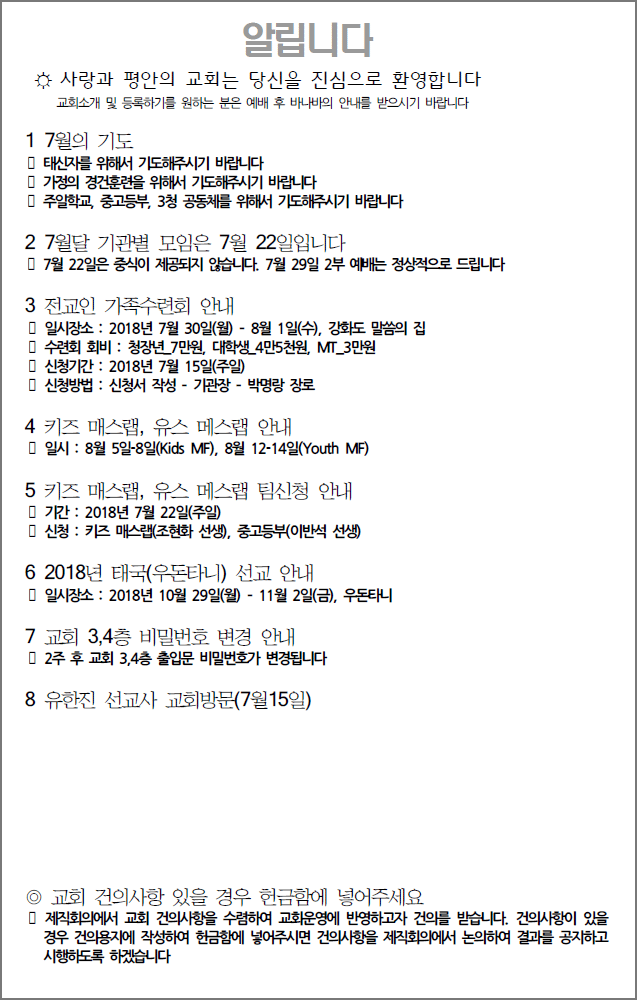 알립니다
☼ 사랑과 평안의 교회는 당신을 진심으로 환영합니다
교회소개 및 등록하기를 원하는 분은 예배 후 바나바의 안내를 받으시기 바랍니다
1 7월의 기도
▯ 태신자를 위해서 기도해주시기 바랍니다
▯ 가정의 경건훈련을 위해서 기도해주시기 바랍니다
▯ 주일학교, 중고등부, 3청 공동체를 위해서 기도해주시기 바랍니다
2 7월달 기관별 모임은 7월 22일입니다
▯ 7월 22일은 중식이 제공되지 않습니다. 7월 29일 2부 예배는 정상적으로 드립니다
3 전교인 가족수련회 안내
▯ 일시장소 : 2018년 7월 30일(월) - 8월 1일(수), 강화도 말씀의 집
▯ 수련회 회비 : 청장년_7만원, 대학생_4만5천원, MT_3만원
▯ 신청기간 : 2018년 7월 15일(주일)
▯ 신청방법 : 신청서 작성 - 기관장 - 박명랑 장로
4 키즈 매스랩, 유스 메스랩 안내
▯ 일시 : 8월 5일-8일(Kids MF), 8월 12-14일(Youth MF)
5 키즈 매스랩, 유스 메스랩 팀신청 안내
▯ 기간 : 2018년 7월 22일(주일)
▯ 신청 : 키즈 매스랩(조현화 선생), 중고등부(이반석 선생)
6 2018년 태국(우돈타니) 선교 안내
▯ 일시장소 : 2018년 10월 29일(월) - 11월 2일(금), 우돈타니
7 교회 3,4층 비밀번호 변경 안내
▯ 2주 후 교회 3,4층 출입문 비밀번호가 변경됩니다
8 유한진 선교사 교회방문(7월15일)
◎ 교회 건의사항 있을 경우 헌금함에 넣어주세요
▯ 제직회의에서 교회 건의사항을 수렴하여 교회운영에 반영하고자 건의를 받습니다. 건의사항이 있을
경우 건의용지에 작성하여 헌금함에 넣어주시면 건의사항을 제직회의에서 논의하여 결과를 공지하고
시행하도록 하겠습니다